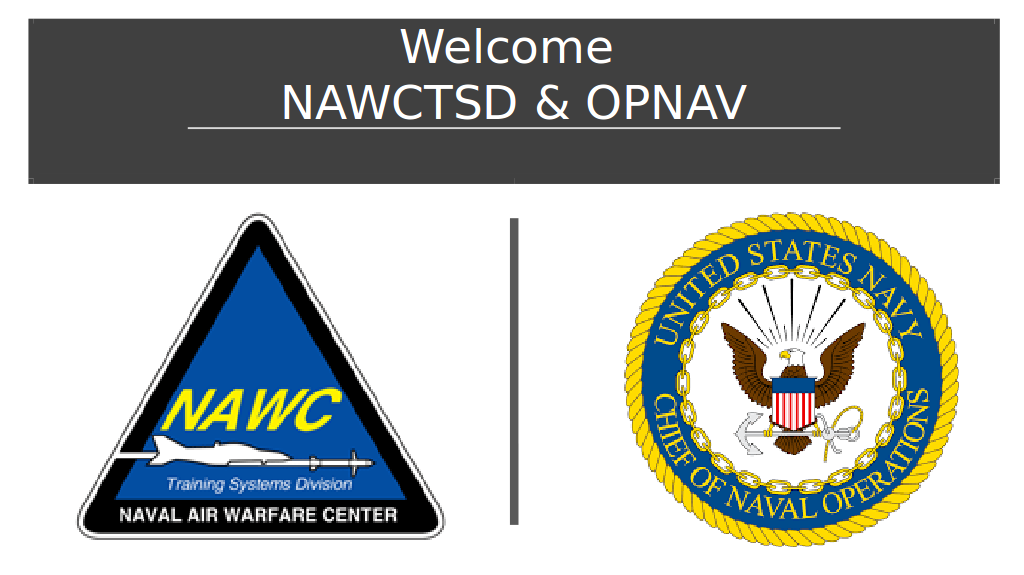 Welcome
NAWCTSD & OPNAV
NAWC
Training Systems Division
NAVAL AIR WARFARE CENTER
UNITED STATES NAVY
CHIEF OF NAVAL OPERATIONS